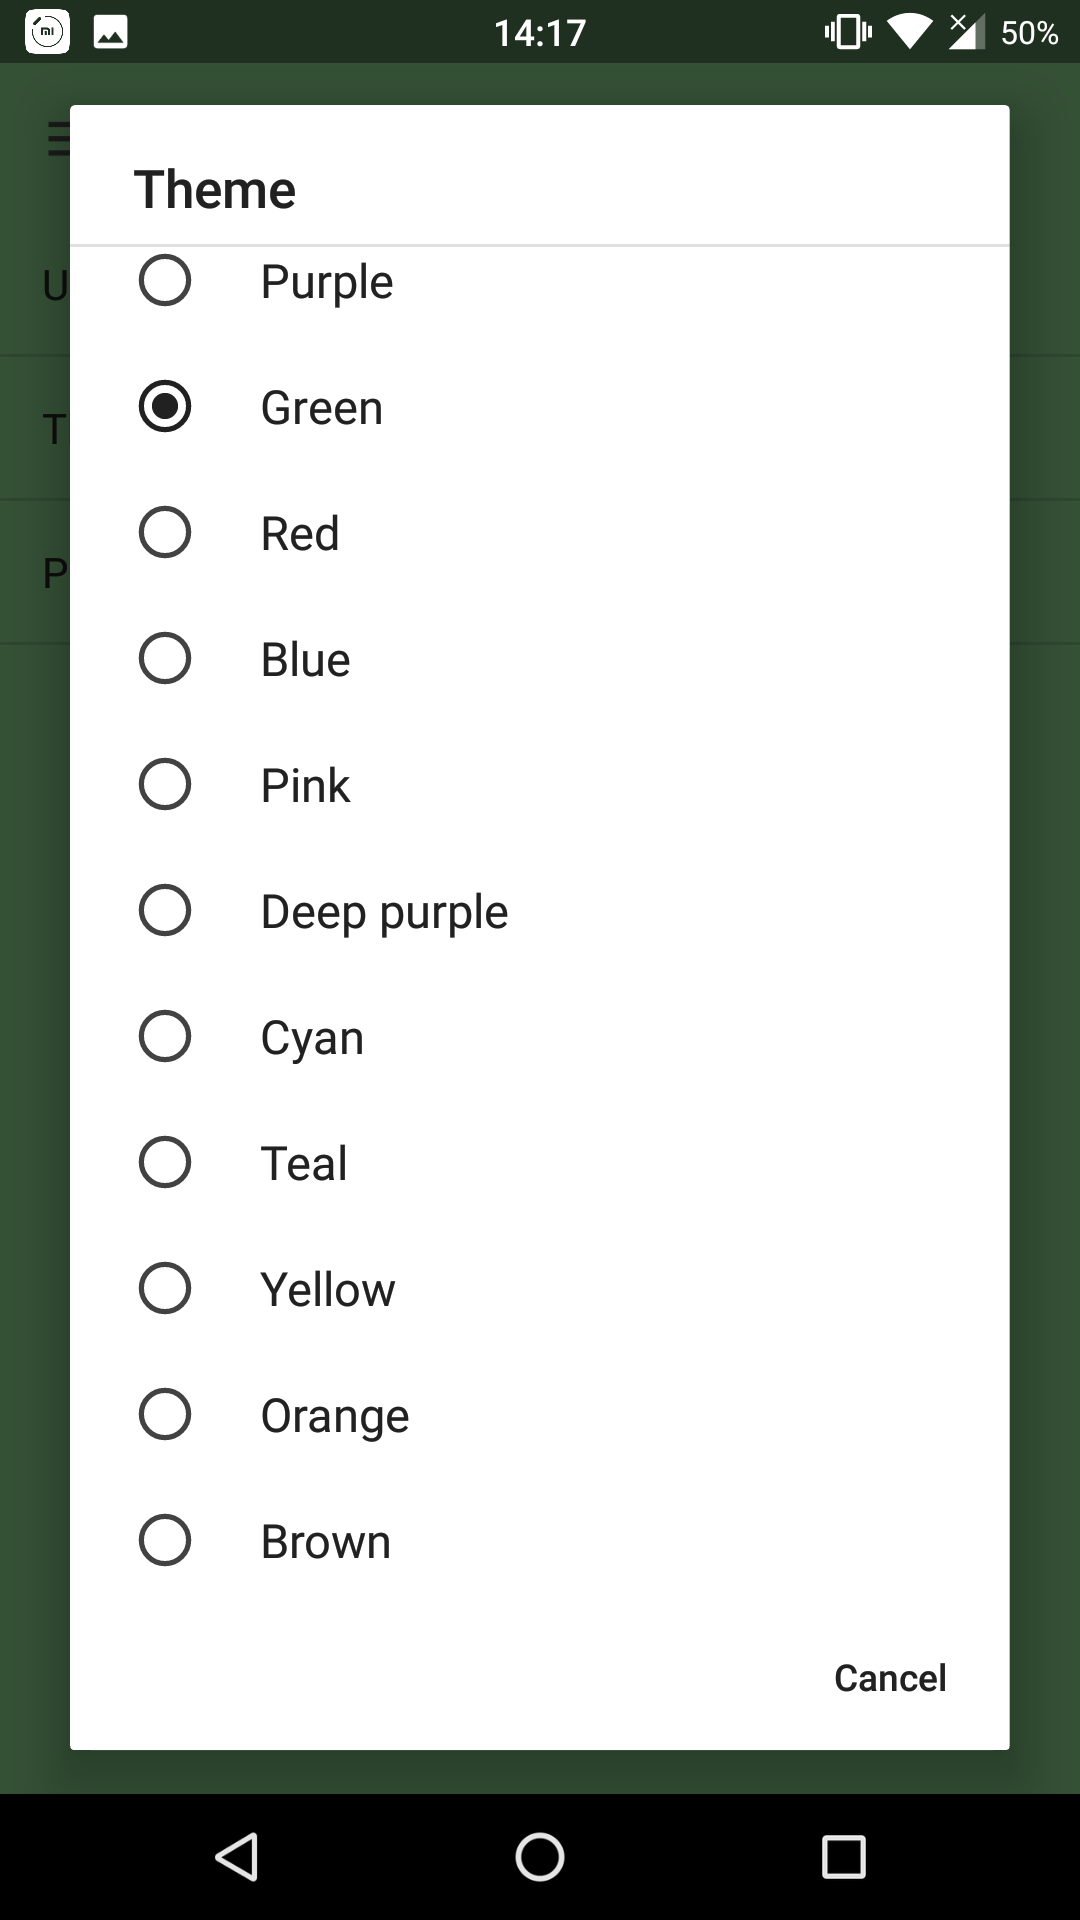 14:17 50%
Theme
U
Purple
Green
T
Red
P
Blue
Pink
Deep purple
Cyan
Teal
Yellow
Orange
Brown
Cancel